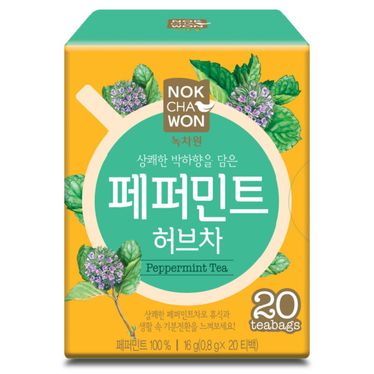 NOK
CHA
WON
녹차원
상쾌한 박하향을 담은
페퍼민트
허브차
Peppermint Tea
20
teabags
상쾌한 페퍼민트차로 휴식과
생활 속 기분전환을 느껴보세요!
페퍼민트 100% | 16g(0.8g× 20 티백)